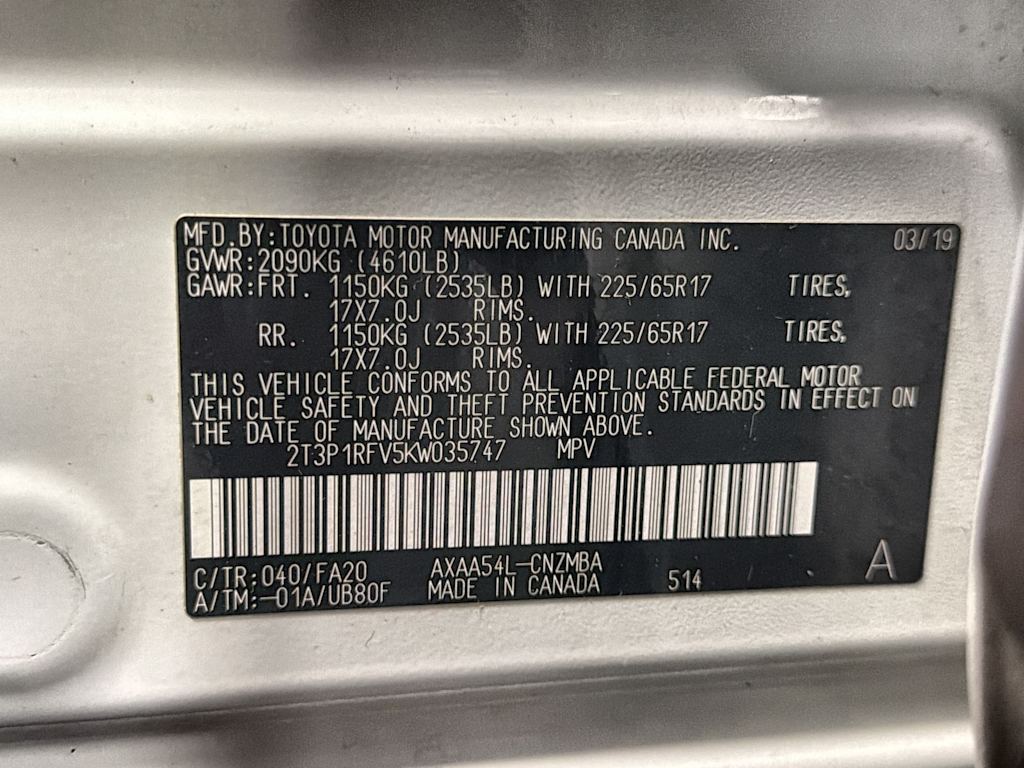 MFD.BY:TOYOTA MOTOR MANUFACTURING CANADA INC. 03/19
GVWR:2090KG (4610LB)
GAWR:FRT. 1150KG (2535LB) WITH 225/65R17 TIRES,
17X7.0J RIMS.
RR. 1150KG (2535LB) WITH 225/65R17 TIRES,
17X7.0J RIMS.
THIS VEHICLE CONFORMS TO ALL APPLICABLE FEDERAL MOTOR
VEHICLE SAFETY AND THEFT PREVENTION STANDARDS IN EFFECT ON
THE DATE OF MANUFACTURE SHOWN ABOVE.
2T3P1RFV5KW035747 MPV
C/TR:040/FA20 AXAA54L-CNZMBA
A/TM:-01A/UB80F MADE IN CANADA 514 A